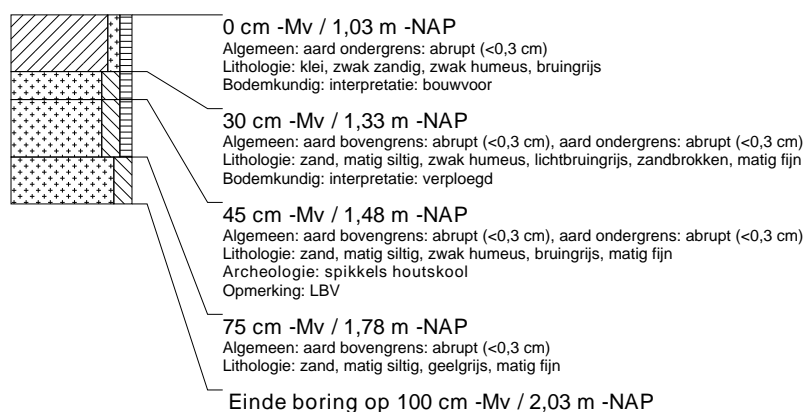 0 cm -Mv / 1,03 m -NAP
Algemeen: aard ondergrens: abrupt (<0,3 cm)
Lithologie: klei, zwak zandig, zwak humeus, bruingrijs
Bodemkundig: interpretatie: bouwvoor
30 cm -Mv / 1,33 m -NAP
Algemeen: aard bovengrens: abrupt (<0,3 cm), aard ondergrens: abrupt (<0,3 cm)
Lithologie: zand, matig siltig, zwak humeus, lichtbruingrijs, zandbrokken, matig fijn
Bodemkundig: interpretatie: verploegd
45 cm -Mv / 1,48 m -NAP
Algemeen: aard bovengrens: abrupt (<0,3 cm), aard ondergrens: abrupt (<0,3 cm)
Lithologie: zand, matig siltig, zwak humeus, bruingrijs, matig fijn
Archeologie: spikkels houtskool
Opmerking: LBV
75 cm -Mv / 1,78 m -NAP
Algemeen: aard bovengrens: abrupt (<0,3 cm)
Lithologie: zand, matig siltig, geelgrijs, matig fijn
Einde boring op 100 cm -Mv / 2,03 m -NAP